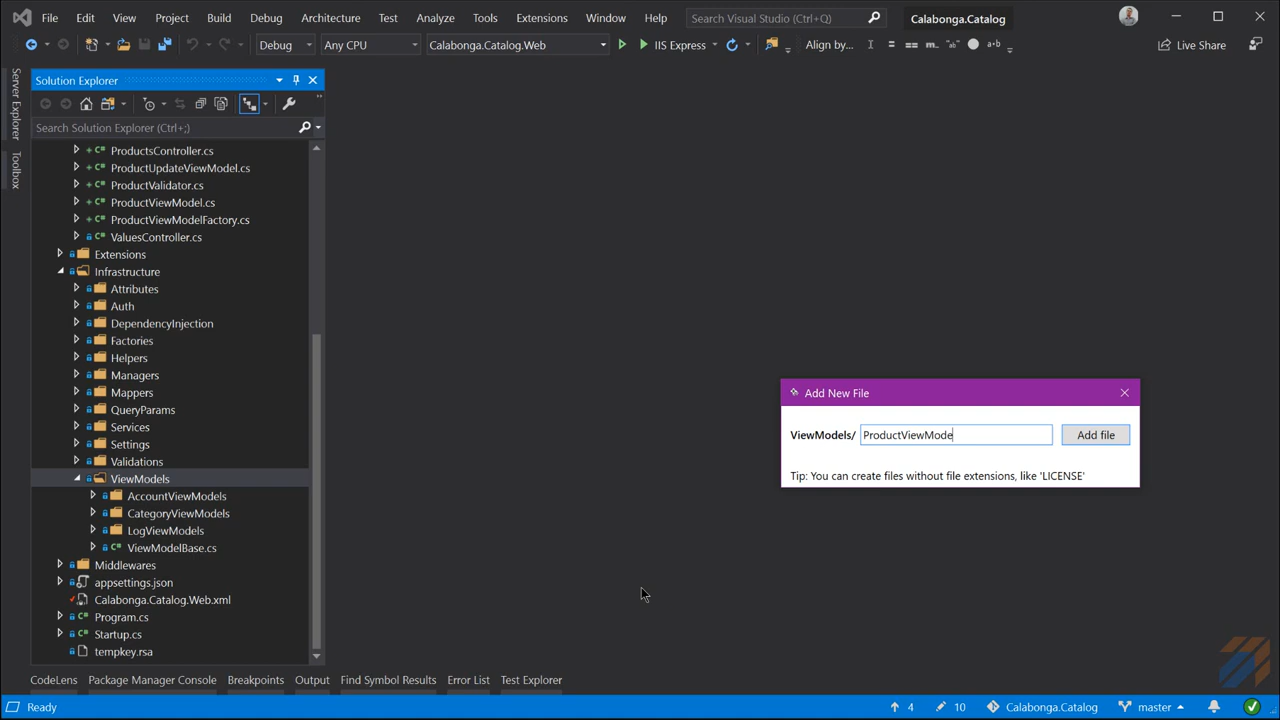 File Edit View Project Build Debug Architecture Test Analyze Tools Extensions Window Help Search Visual Studio (Ctrl+Q) Calabonga.Catalog
Debug Any CPU Calabonga.Catalog.Web IIS Express Align by... Live Share
Server Explorer
Toolbox
Solution Explorer
Search Solution Explorer (Ctrl+;)
ProductsController.cs
ProductUpdateViewModel.cs
ProductValidator.cs
ProductViewModel.cs
ProductViewModelFactory.cs
ValuesController.cs
Extensions
Infrastructure
Attributes
Auth
DependencyInjection
Factories
Helpers
Managers
Mappers
QueryParams
Services
Settings
Validations
ViewModels
AccountViewModels
CategoryViewModels
LogViewModels
ViewModelBase.cs
Middlewares
appsettings.json
Calabonga.Catalog.Web.xml
Program.cs
Startup.cs
tempkey.rsa
Add New File
ViewModels/ ProductViewMode Add file
Tip: You can create files without file extensions, like 'LICENSE'
CodeLens Package Manager Console Breakpoints Output Find Symbol Results Error List Test Explorer
Ready 4 10 Calabonga.Catalog master